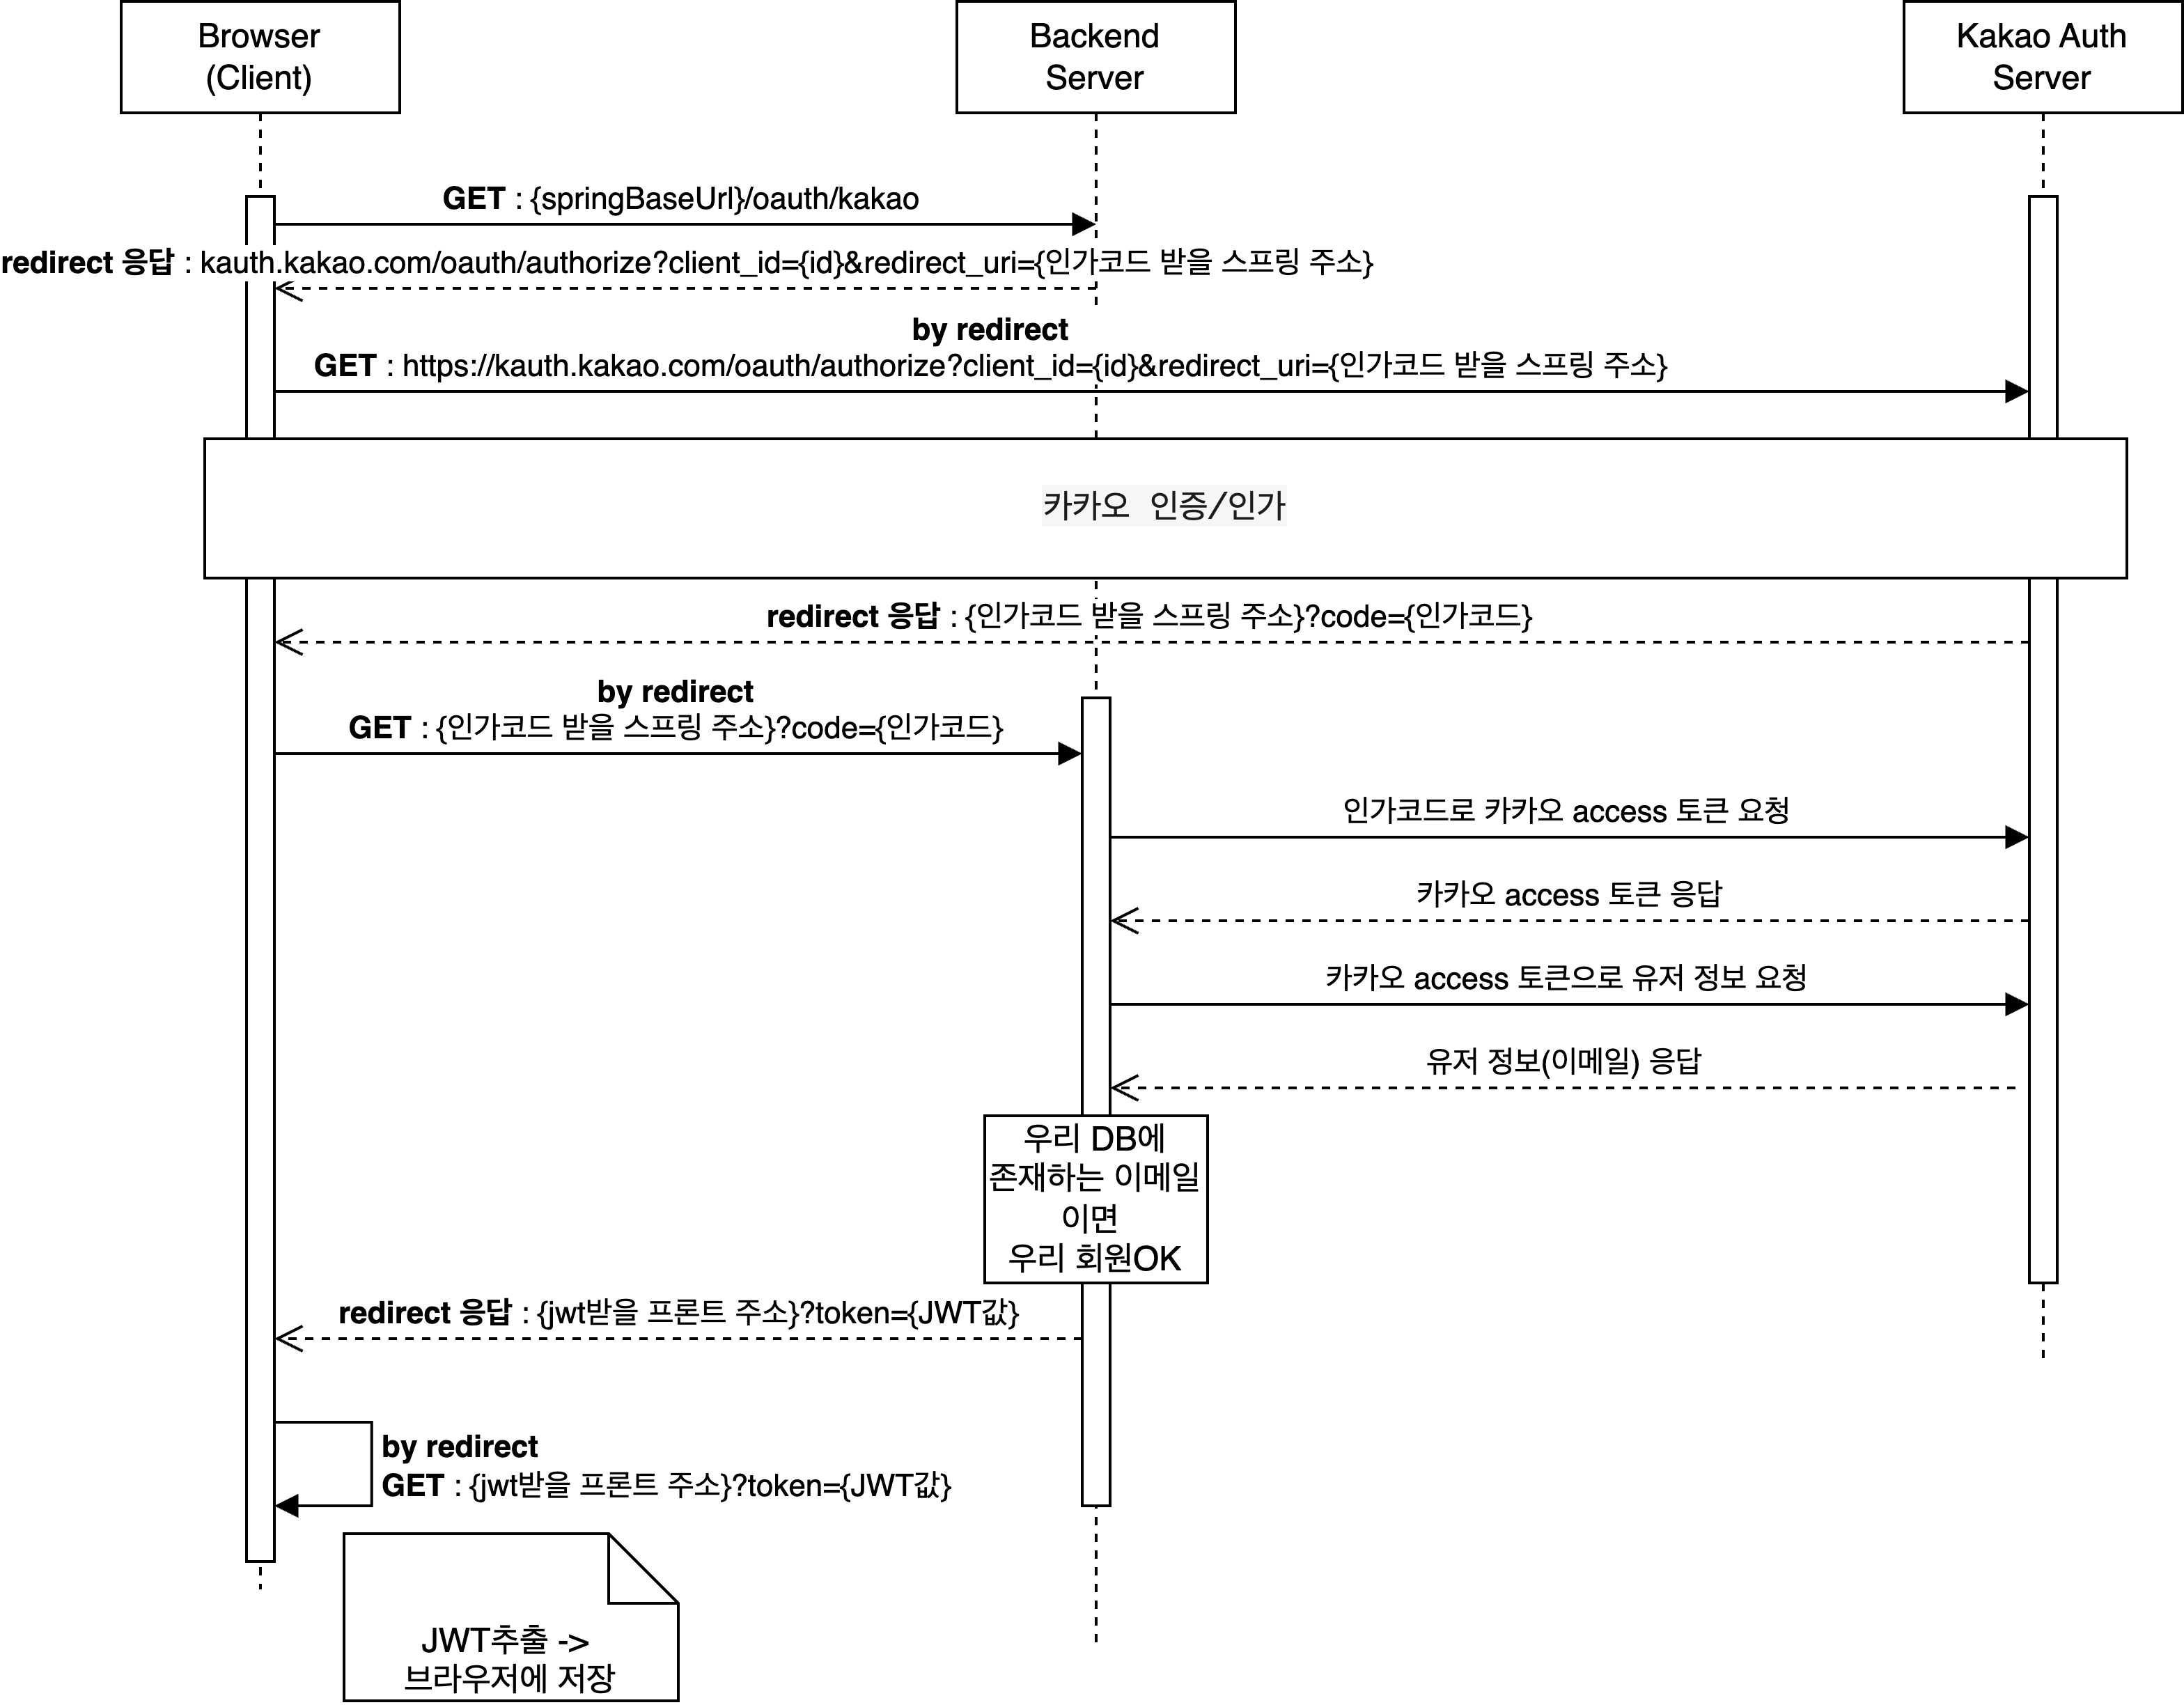 Browser
(Client)
Backend
Server
Kakao Auth
Server
GET : {springBaseUrl}/oauth/kakao
redirect 응답 : kauth.kakao.com/oauth/authorize?client_id={id}&redirect_uri={인가코드 받을 스프링 주소}
by redirect
GET : https://kauth.kakao.com/oauth/authorize?client_id={id}&redirect_uri={인가코드 받을 스프링 주소}
카카오 인증/인가
redirect 응답 : {인가코드 받을 스프링 주소}?code={인가코드}
by redirect
GET : {인가코드 받을 스프링 주소}?code={인가코드}
인가코드로 카카오 access 토큰 요청
카카오 access 토큰 응답
카카오 access 토큰으로 유저 정보 요청
유저 정보(이메일) 응답
우리 DB에
존재하는 이메일
이면
우리 회원OK
redirect 응답 : {jwt받을 프론트 주소}?token={JWT값}
by redirect
GET : {jwt받을 프론트 주소}?token={JWT값}
JWT추출 ->
브라우저에 저장